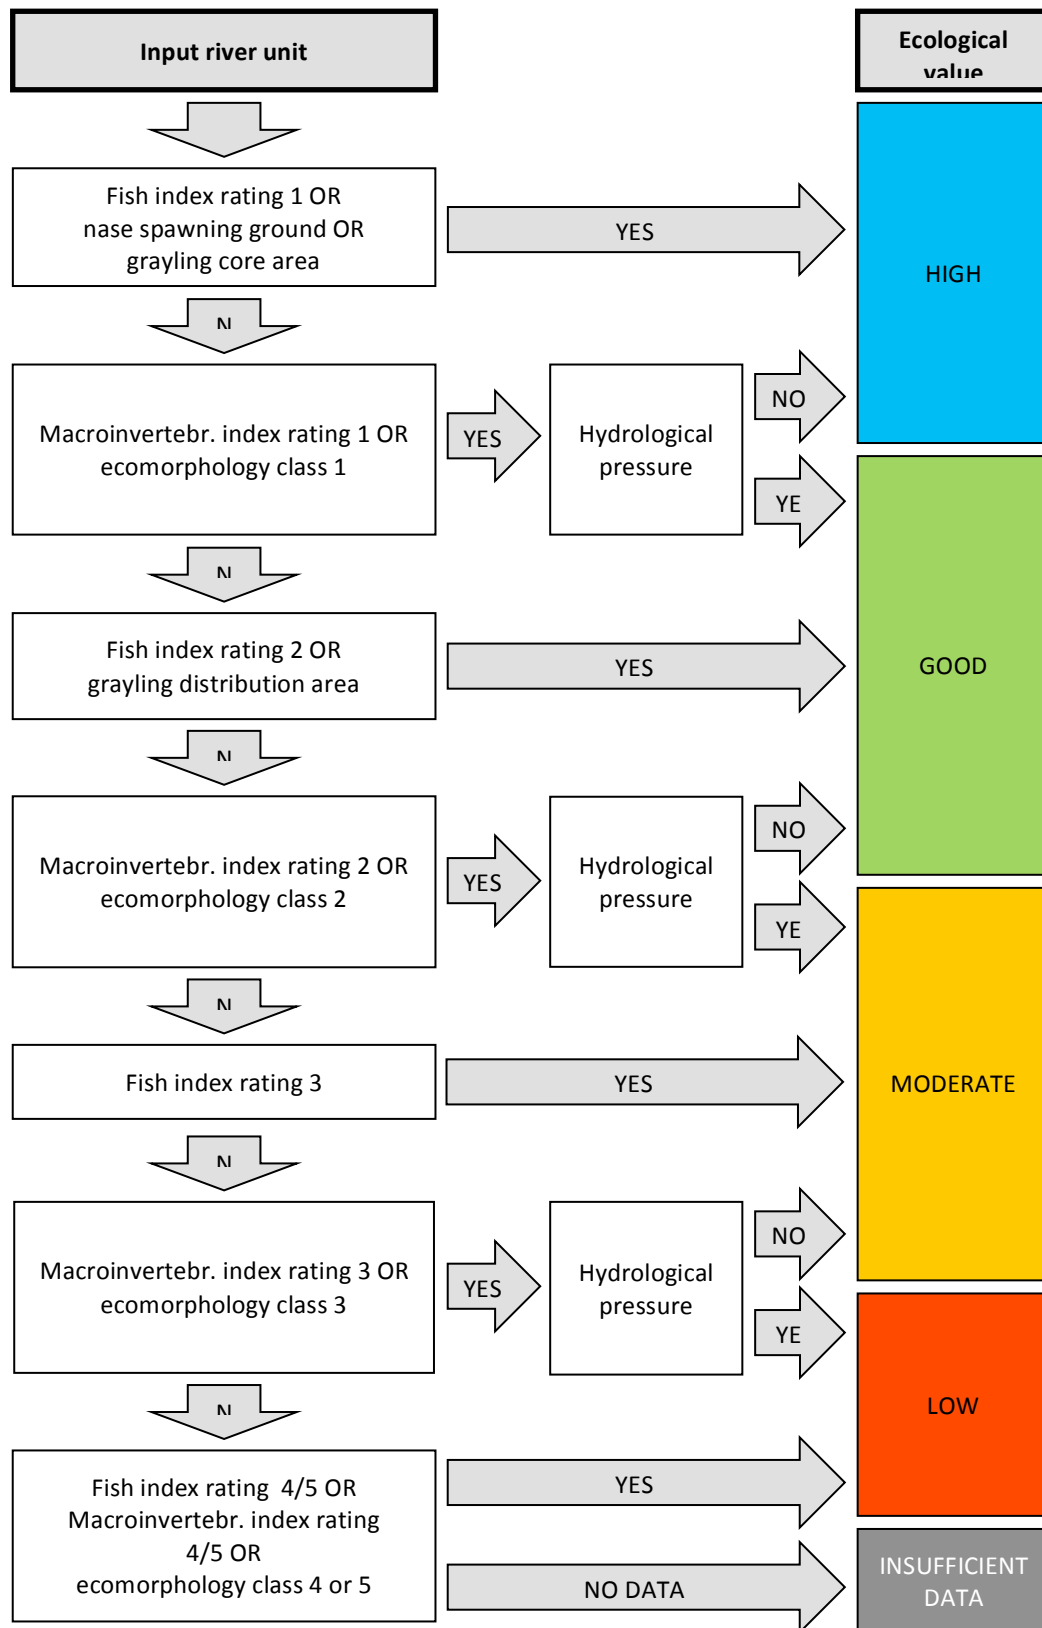 Input river unit
Ecological
value
Fish index rating 1 OR
nase spawning ground OR
grayling core area
YES
HIGH
N
Macroinvertebr. index rating 1 OR
ecomorphology class 1
YES
Hydrological
pressure
NO
YE
N
Fish index rating 2 OR
grayling distribution area
YES
GOOD
N
Macroinvertebr. index rating 2 OR
ecomorphology class 2
YES
Hydrological
pressure
NO
YE
N
Fish index rating 3
YES
MODERATE
N
Macroinvertebr. index rating 3 OR
ecomorphology class 3
YES
Hydrological
pressure
NO
YE
LOW
N
Fish index rating 4/5 OR
Macroinvertebr. index rating
4/5 OR
ecomorphology class 4 or 5
YES
NO DATA
INSUFFICIENT
DATA